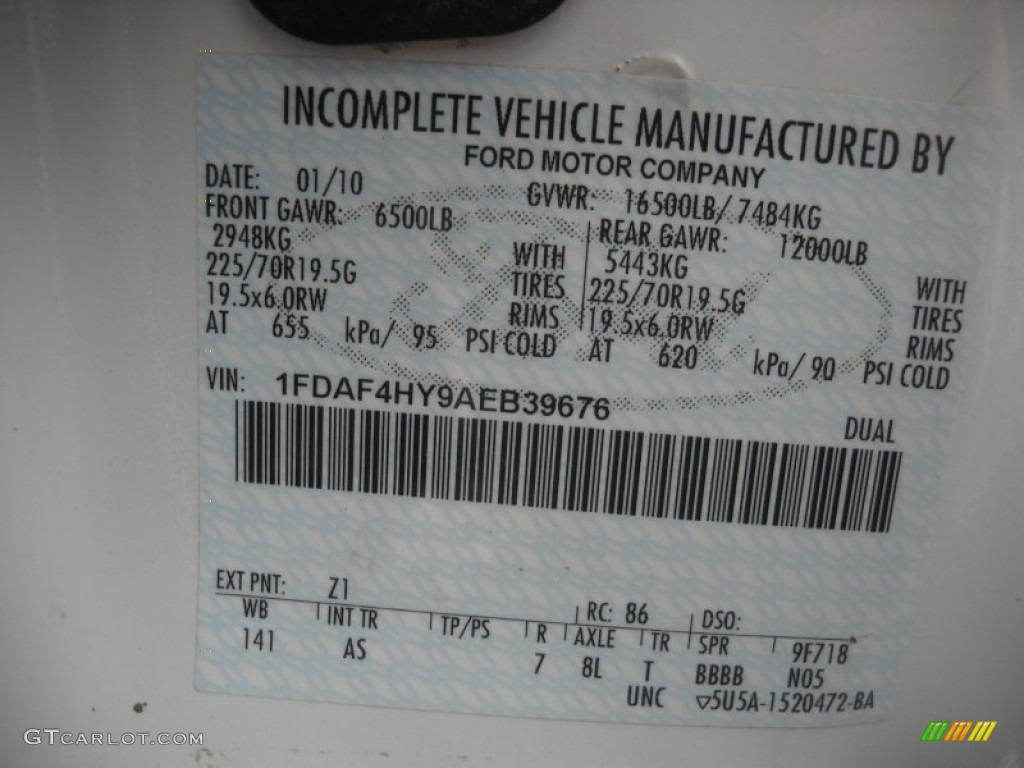 INCOMPLETE VEHICLE MANUFACTURED BY
FORD MOTOR COMPANY
DATE: 01/10 GVWR: 16500LB/ 7484KG
FRONT GAWR: 6500LB REAR GAWR: 12000LB
2948KG WITH 5443KG WITH
225/70R19.5G TIRES 225/70R19.5G TIRES
19.5x6.0RW RIMS 19.5x6.0RW RIMS
AT 655 kPa/ 95 PSI COLD AT 620 kPa/ 90 PSI COLD
VIN: 1FDAF4HY9AEB39676
DUAL
EXT PNT: Z1 RC: 86 DSO:
WB INT TR TP/PS R AXLE TR SPR 9F718
141 AS 7 8L T BBBB N05
UNC ▽5U5A-1520472-BA
GTCARLOT.COM